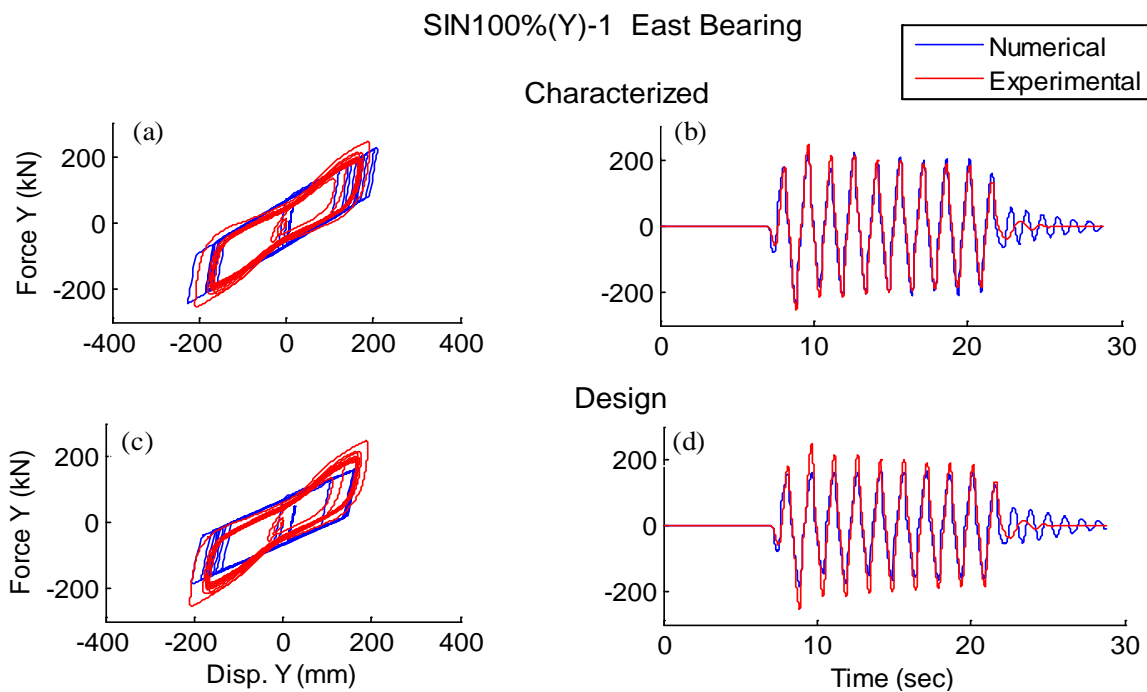 SIN100%(Y)-1 East Bearing
Numerical
Experimental
Characterized
(a)
200
0
-200
Force Y (kN)
-400 -200 0 200 400
(b)
200
0
-200
0 10 20 30
Design
(c)
200
0
-200
Force Y (kN)
-400 -200 0 200 400
Disp. Y (mm)
(d)
200
0
-200
0 10 20 30
Time (sec)